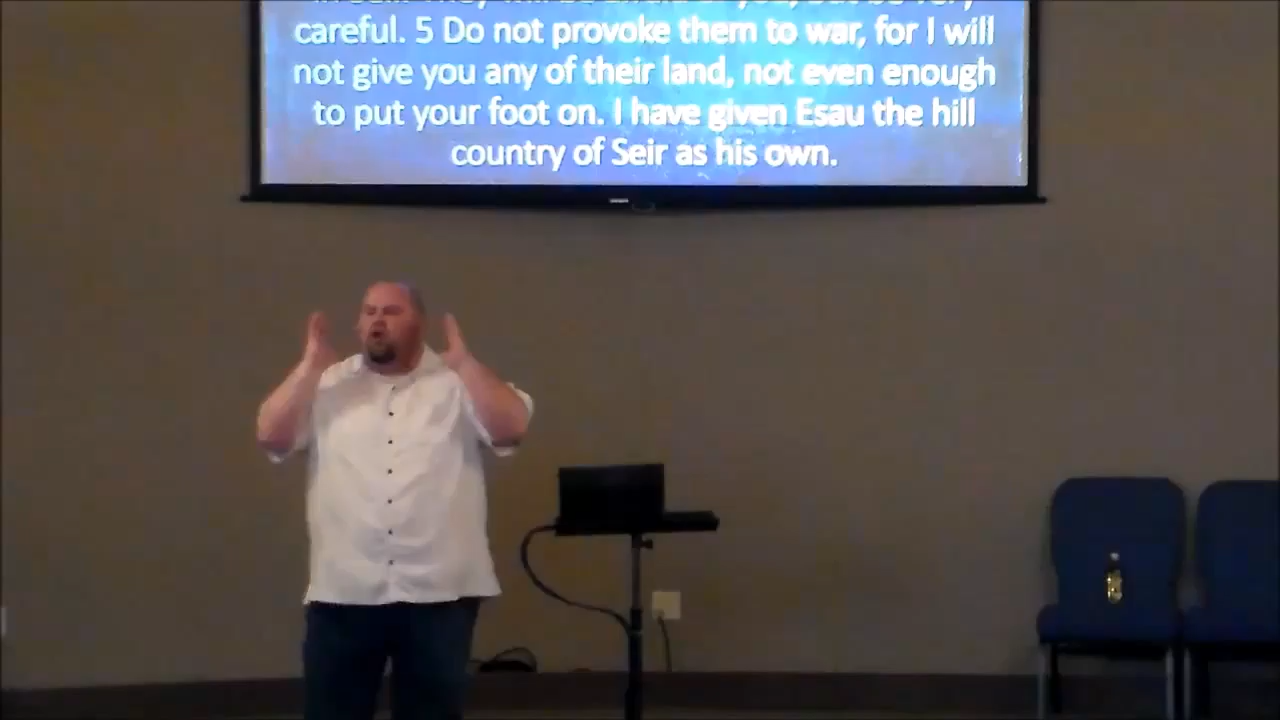 careful. 5 Do not provoke them to war, for I will
not give you any of their land, not even enough
to put your foot on. I have given Esau the hill
country of Seir as his own.